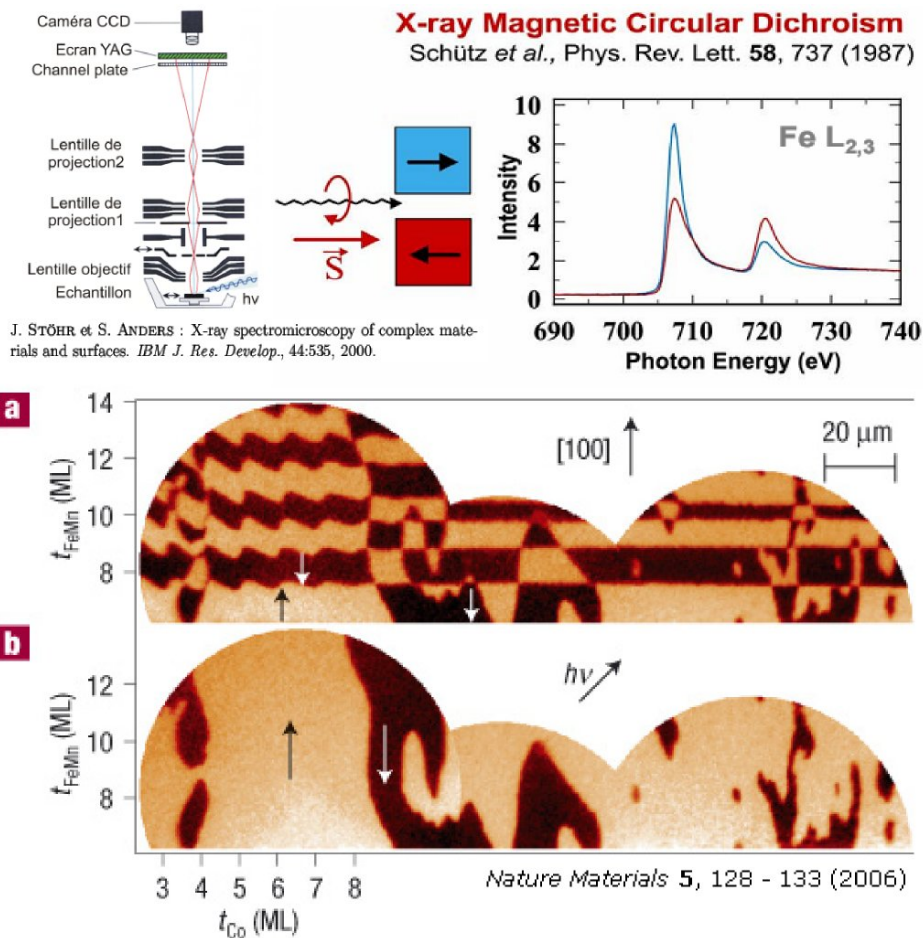 Caméra CCD
Ecran YAG
Channel plate
Lentille de
projection2
Lentille de
projection1
Lentille objectif
Echantillon
hν
J. STÖHR et S. ANDERS : X-ray spectromicroscopy of complex mate-
rials and surfaces. IBM J. Res. Develop., 44:535, 2000.
X-ray Magnetic Circular Dichroism
Schütz et al., Phys. Rev. Lett. 58, 737 (1987)
S
Fe L2,3
Intensity
10
8
6
4
2
0
690 700 710 720 730 740
Photon Energy (eV)
a
14
12
10
8
tFeMn (ML)
[100]
20 µm
b
12
10
8
tFeMn (ML)
hν
3 4 5 6 7 8
tCo (ML)
Nature Materials 5, 128 - 133 (2006)